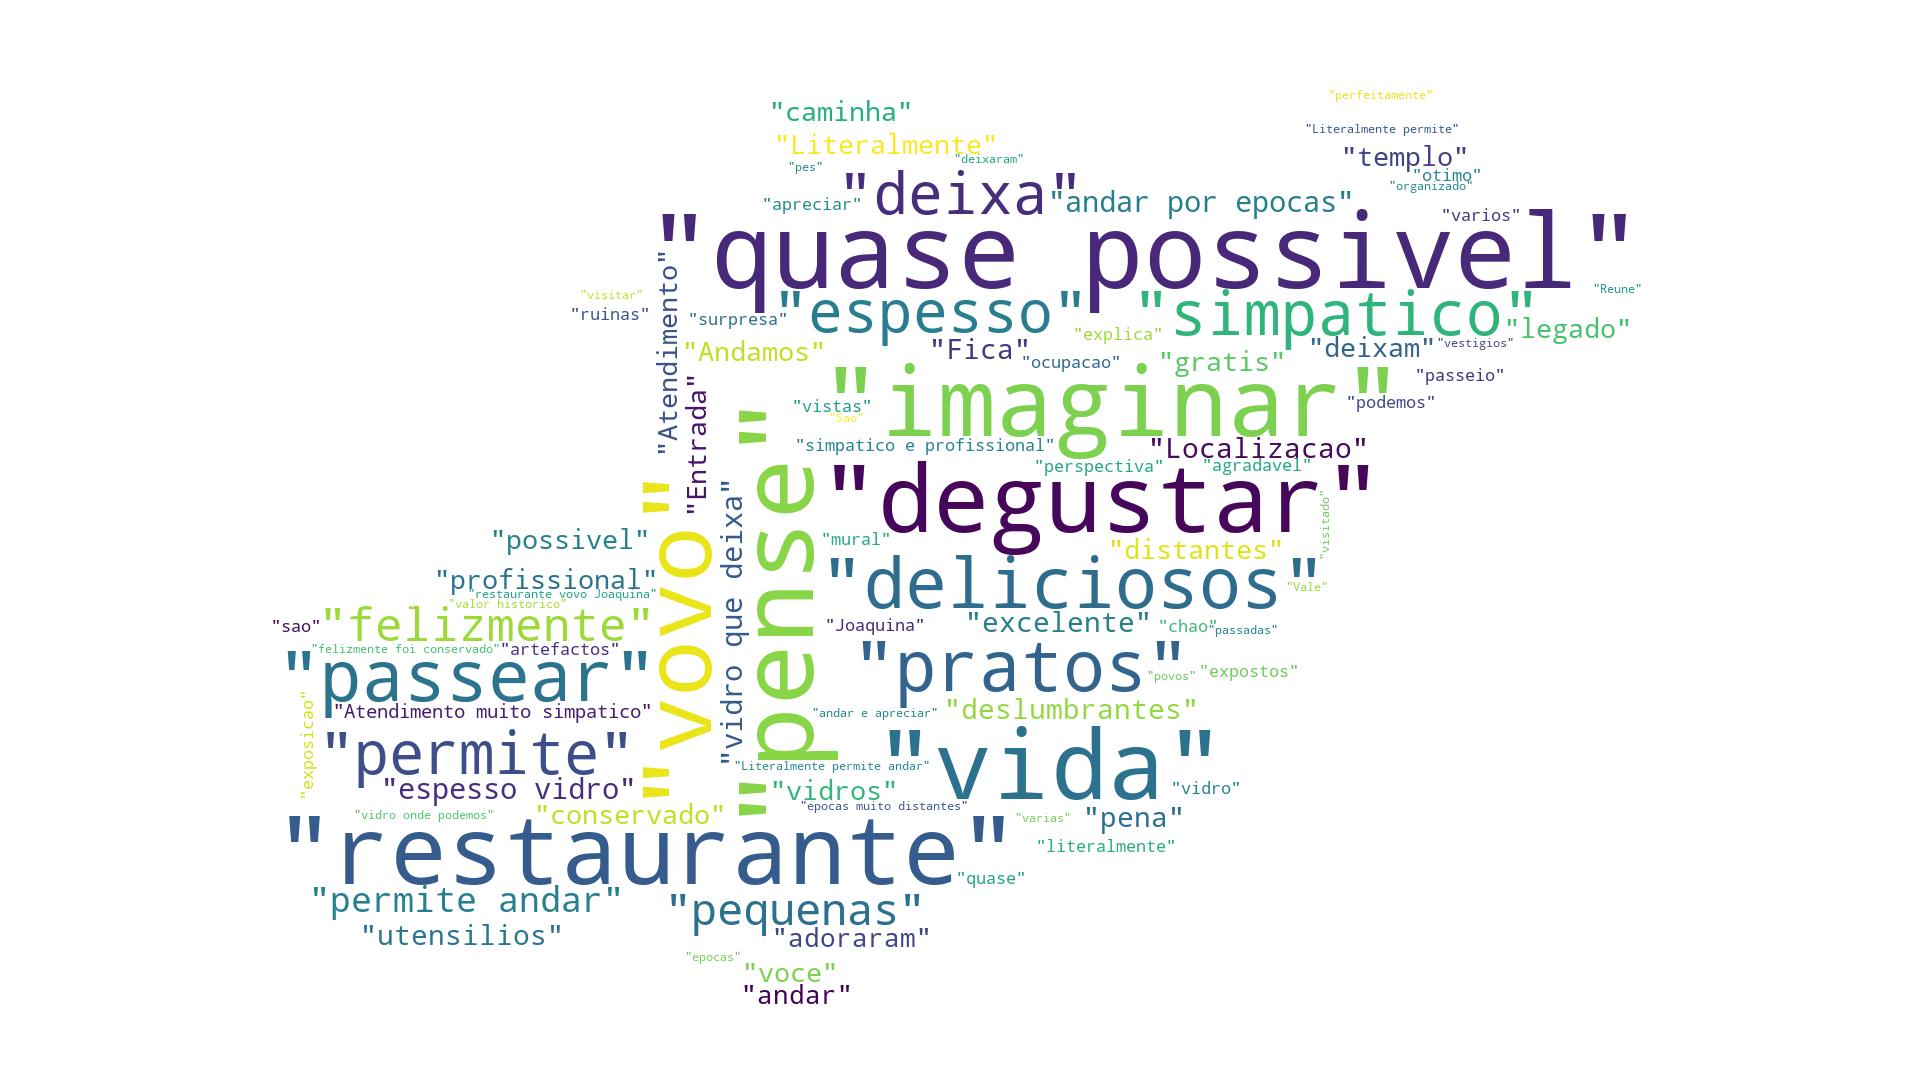 "perfeitamente"
"caminha"
"Literalmente permite"
"Literalmente"
"templo"
"deixaram"
"pes"
"otimo"
"organizado"
"deixa"
"andar por epocas"
"apreciar"
"varios"
"quase possivel"
"Atendimento"
"visitar"
"Reune"
"ruinas"
"surpresa"
"espesso"
"simpatico"
"legado"
"explica"
"Andamos"
"Fica"
"deixam"
"vestigios"
"ocupacao"
"gratis"
"passeio"
"Entrada"
"imaginar"
"podemos"
"vistas"
"Sao"
"simpatico e profissional"
"Localizacao"
"perspectiva"
"agradavel"
"degustar"
"visitado"
"possivel"
"mural"
"distantes"
"vovo"
"vidro que deixa"
"pense"
"profissional"
"deliciosos"
"Vale"
"restaurante vovo Joaquina"
"valor historico"
"sao"
"felizmente"
"Joaquina"
"excelente"
"chao"
"passadas"
"felizmente foi conservado"
"artefactos"
"passear"
"pratos"
"povos"
"expostos"
"Atendimento muito simpatico"
"andar e apreciar"
"deslumbrantes"
"exposicao"
"permite"
"vida"
"Literalmente permite andar"
"espesso vidro"
"vidros"
"vidro"
"epocas muito distantes"
"vidro onde podemos"
"conservado"
"varias"
"pena"
"restaurante"
"literalmente"
"quase"
"permite andar"
"pequenas"
"utensilios"
"adoraram"
"epocas"
"voce"
"andar"